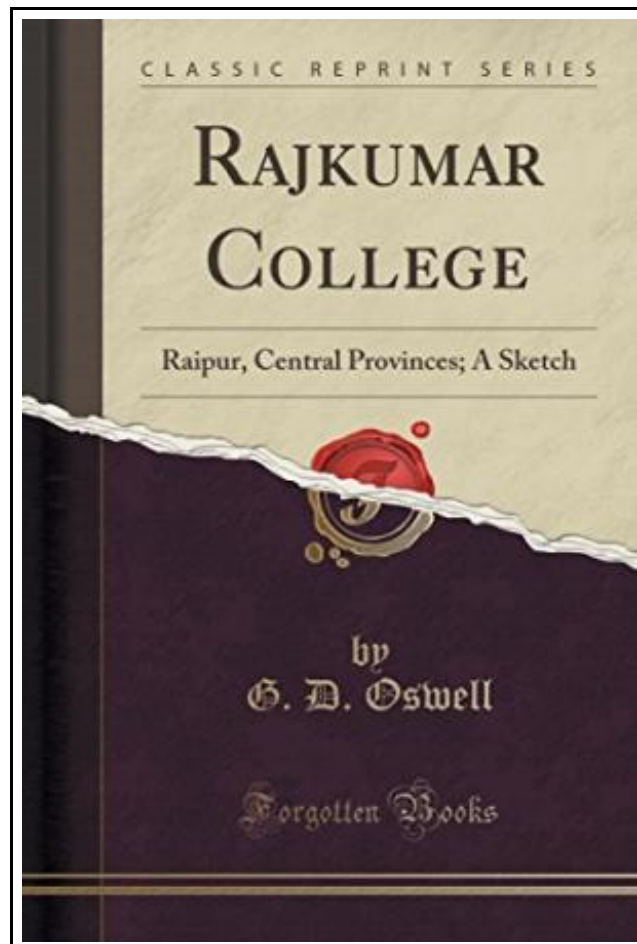 CLASSIC REPRINT SERIES
RAJKUMAR
COLLEGE
Raipur, Central Provinces; A Sketch
by
G. D. Oswell
Forgotten Books